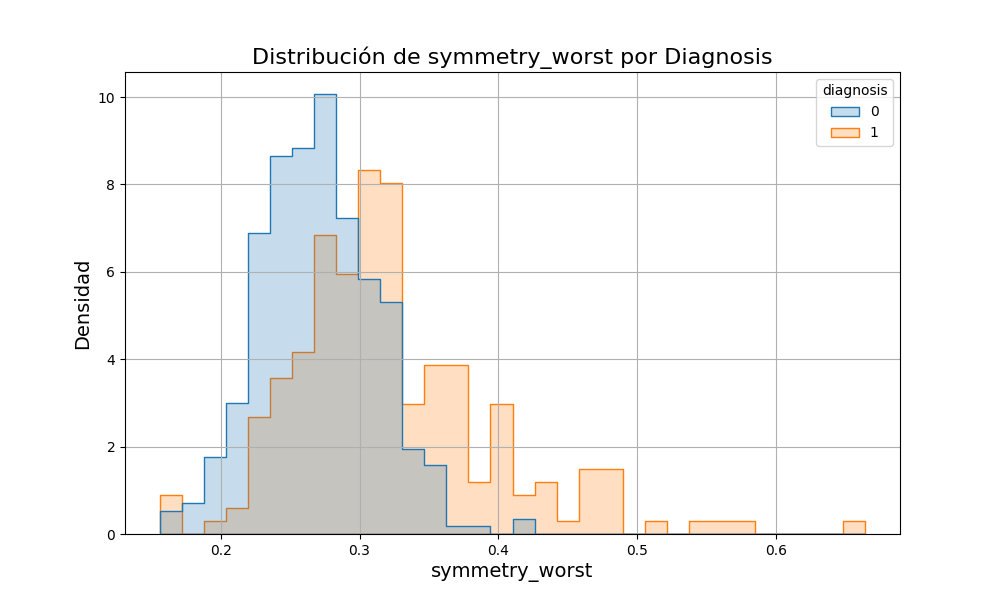 Distribución de symmetry_worst por Diagnosis
diagnosis
0
1
10
8
6
4
2
0
Densidad
0.2 0.3 0.4 0.5 0.6
symmetry_worst